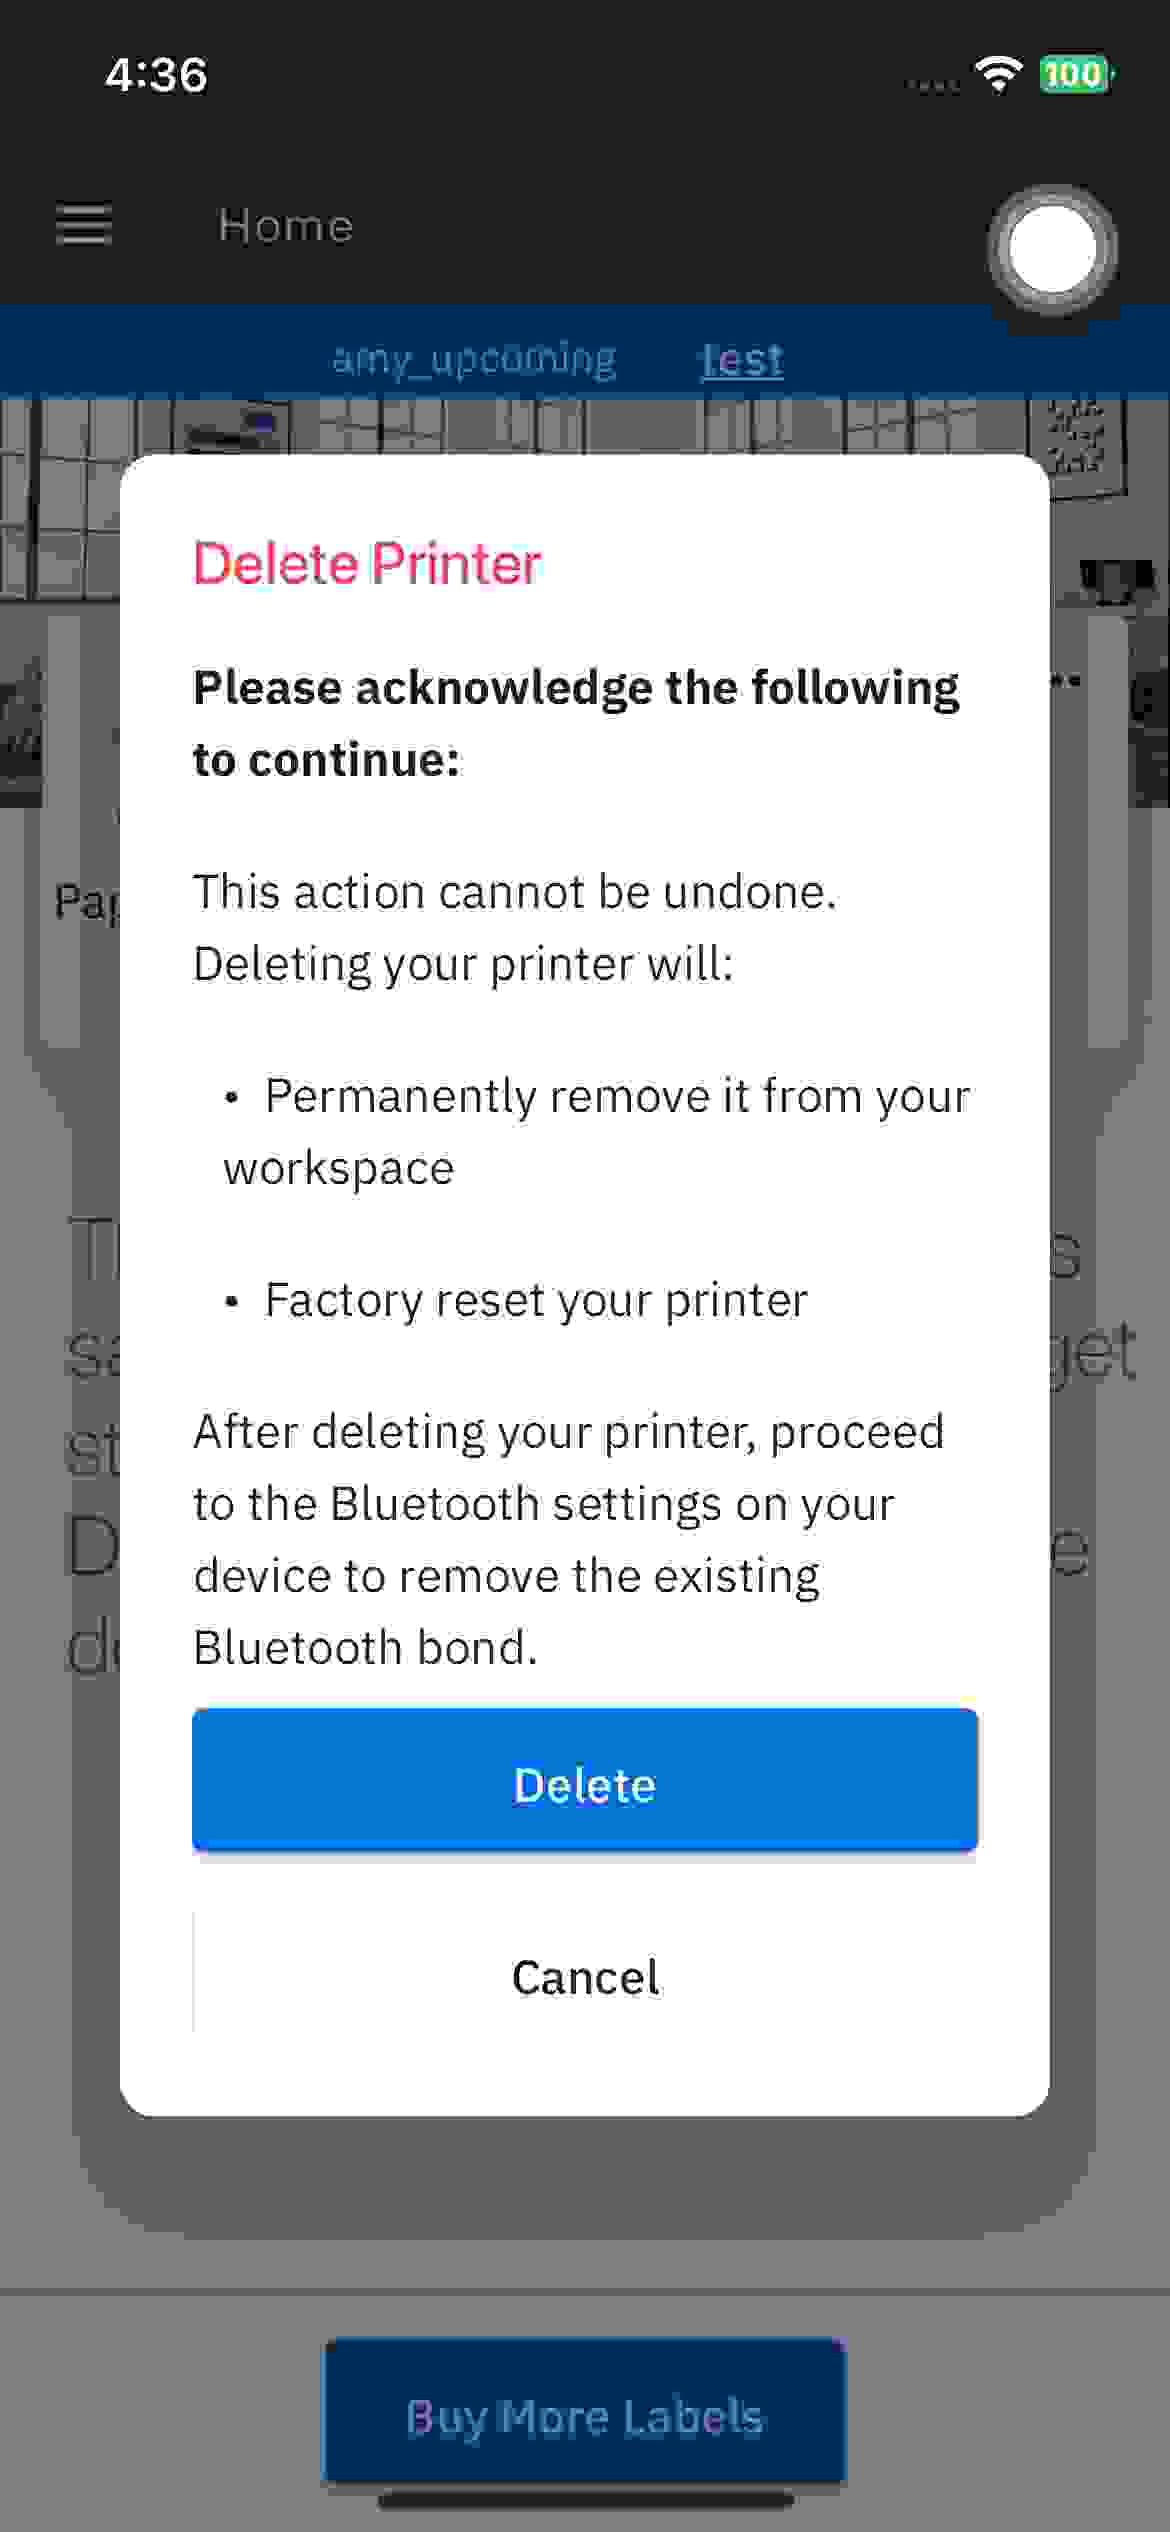 4:36
100
Home
amy_upcoming test
Delete Printer
Please acknowledge the following
to continue:
This action cannot be undone.
Deleting your printer will:
• Permanently remove it from your
workspace
• Factory reset your printer
After deleting your printer, proceed
to the Bluetooth settings on your
device to remove the existing
Bluetooth bond.
Delete
Cancel
get
Buy More Labels